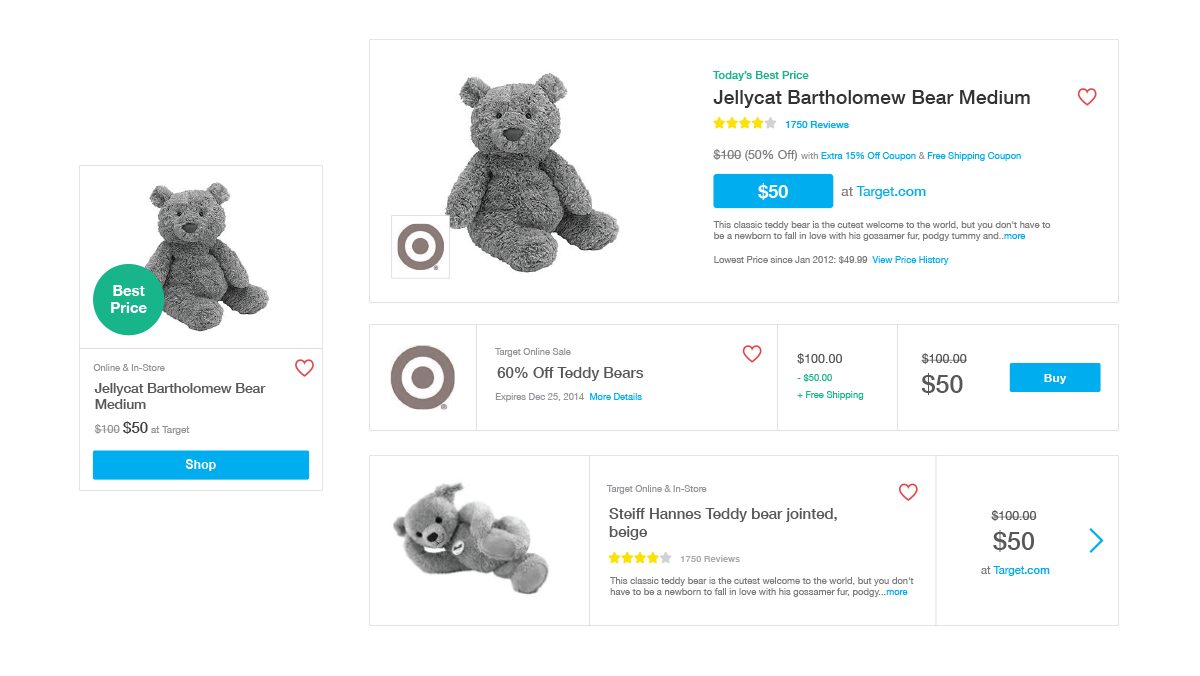 Best
Price
Online & In-Store
Jellycat Bartholomew Bear
Medium
$100 $50 at Target
Shop
Today's Best Price
Jellycat Bartholomew Bear Medium
1750 Reviews
$100 (50% Off) with Extra 15% Off Coupon & Free Shipping Coupon
$50 at Target.com
This classic teddy bear is the cutest welcome to the world, but you don't have to
be a newborn to fall in love with his gossamer fur, podgy tummy and..more
Lowest Price since Jan 2012: $49.99 View Price History
Target Online Sale
60% Off Teddy Bears
Expires Dec 25, 2014 More Details
$100.00
- $50.00
+ Free Shipping
$100.00
$50
Buy
Target Online & In-Store
Steiff Hannes Teddy bear jointed,
beige
1750 Reviews
This classic teddy bear is the cutest welcome to the world, but you don't
have to be a newborn to fall in love with his gossamer fur, podgy...more
$100.00
$50
at Target.com